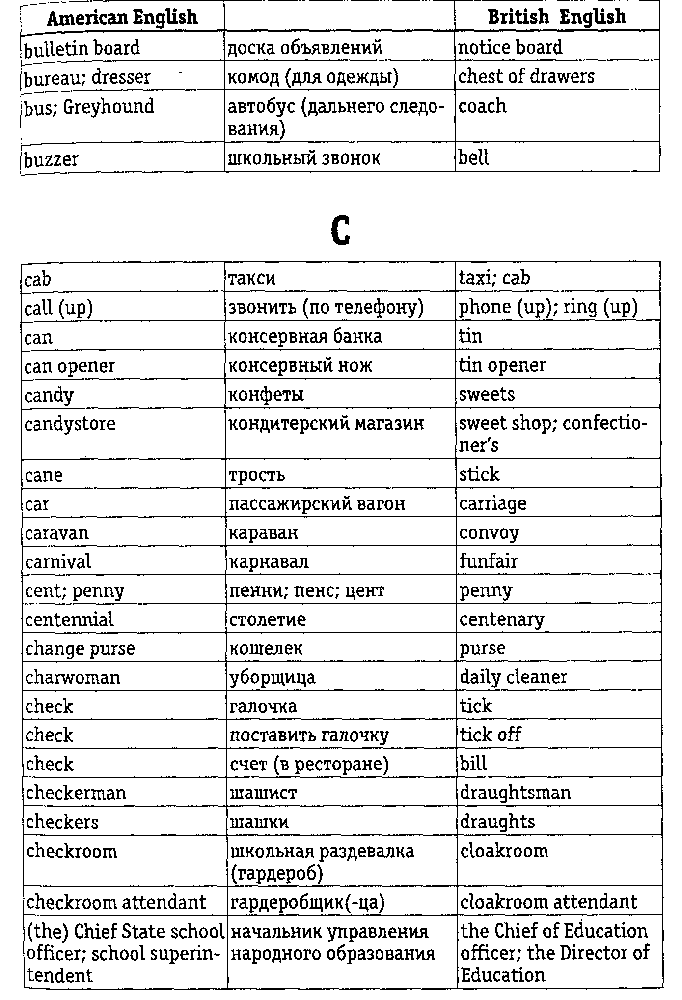 American English British English
bulletin board доска объявлений notice board
bureau; dresser комод (для одежды) chest of drawers
bus; Greyhound автобус (дальнего следо- coach
вания)
buzzer школьный звонок bell
C
cab такси taxi; cab
call (up) звонить (по телефону) phone (up); ring (up)
can консервная банка tin
can opener консервный нож tin opener
candy конфеты sweets
candystore кондитерский магазин sweet shop; confectio-
ner's
cane трость stick
car пассажирский вагон carriage
caravan караван convoy
carnival карнавал funfair
cent; penny пенни; пенс; цент penny
centennial столетие centenary
change purse кошелек purse
charwoman уборщица daily cleaner
check галочка tick
check поставить галочку tick off
check счет (в ресторане) bill
checkerman шашист draughtsman
checkers шашки draughts
checkroom школьная раздевалка cloakroom
(гардероб)
checkroom attendant гардеробщик(-ца) cloakroom attendant
(the) Chief State school начальник управления the Chief of Education
officer; school superin- народного образования officer; the Director of
tendent Education